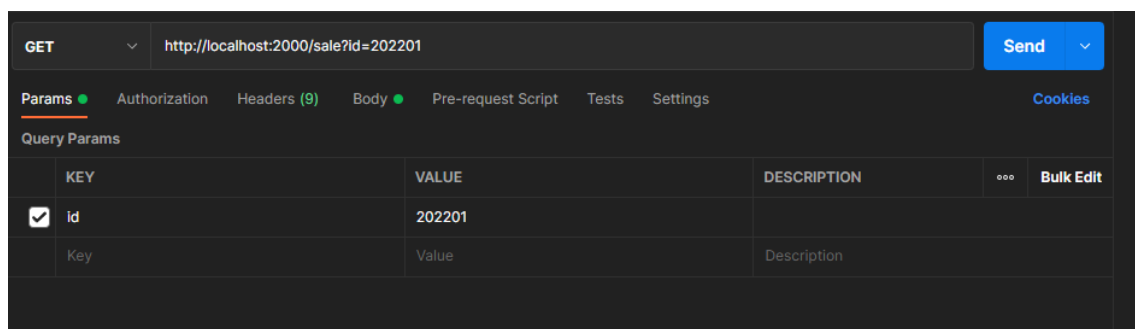 GET http://localhost:2000/sale?id=202201 Send
Params Authorization Headers (9) Body Pre-request Script Tests Settings Cookies
Query Params
KEY VALUE DESCRIPTION ooo Bulk Edit
id 202201
Key Value Description